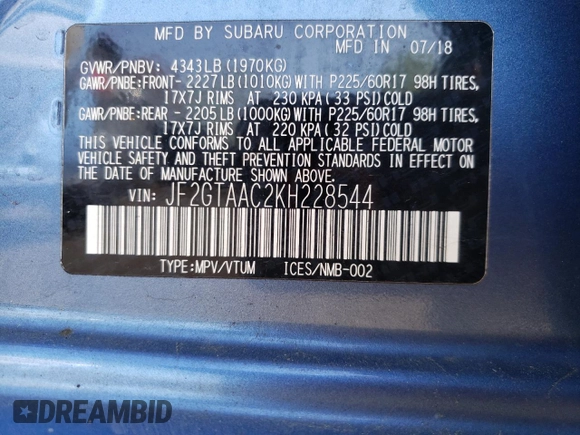 MFD BY SUBARU CORPORATION
MFD IN 07/18
GVWR/PNBV: 4343LB (1970KG)
GAWR/PNBE:FRONT- 2227LB(1010KG)WITH P225/60R17 98H TIRES,
17X7J RIMS AT 230 KPA (33 PSI)COLD
GAWR/PNBE:REAR - 2205LB(1000KG)WITH P225/60R17 98H TIRES,
17X7J RIMS AT 220 KPA (32 PSI)COLD
THIS VEHICLE CONFORMS TO ALL APPLICABLE FEDERAL MOTOR
VEHICLE SAFETY AND THEFT PREVENTION STANDARDS IN EFFECT ON
THE DATE OF MANUFACTURE SHOWN ABOVE.
VIN: JF2GTAAC2KH228544
TYPE:MPV/VTUM ICES/NMB-002
DREAMBID